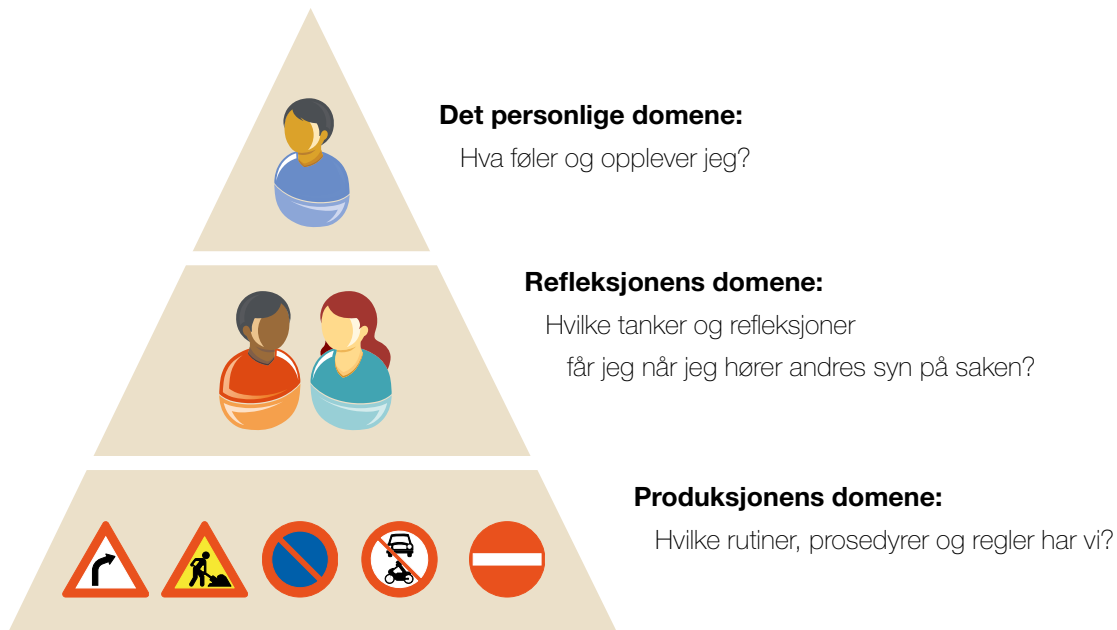 Det personlige domene:
Hva føler og opplever jeg?
Refleksjonens domene:
Hvilke tanker og refleksjoner
får jeg når jeg hører andres syn på saken?
Produksjonens domene:
Hvilke rutiner, prosedyrer og regler har vi?